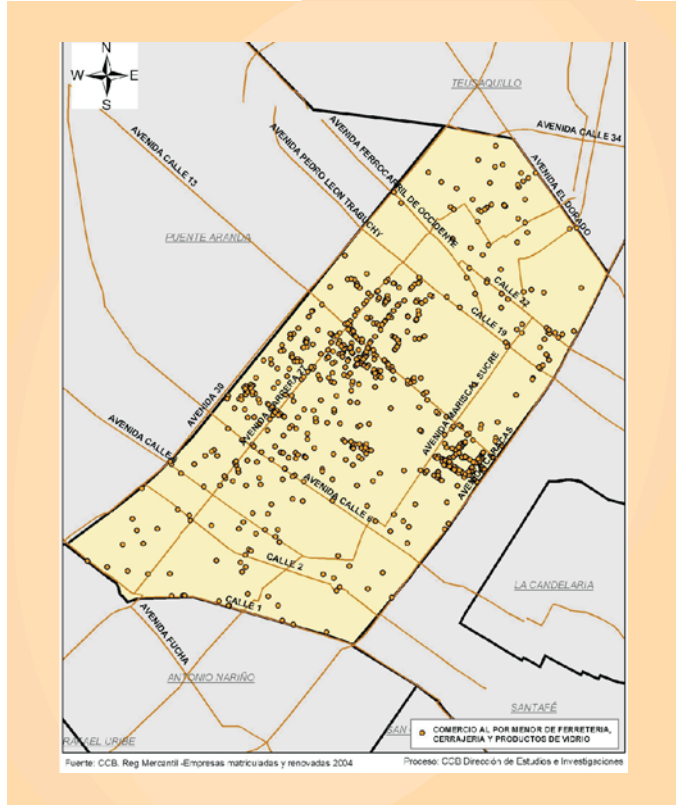 N
W E
S
TEUSAQUILLO
AVENIDA CALLE 34
AVENIDA CALLE 13
AVENIDA FERROCARRIL DE OCCIDENTE
AVENIDA PEDRO LEON TRABUCHY
AVENIDA EL DORADO
PUENTE ARANDA
CALLE 22
CALLE 19
AVENIDA MARISCAL SUCRE
AVENIDA CARRERA 27
AVENIDA 30
AVENIDA CALLE
AVENIDA CARACAS
AVENIDA CALLE 6
CALLE 2
LA CANDELARIA
CALLE 1
AVENIDA FUCHA
ANTONIO NARIÑO
SANTAFÉ
SAN
RAFAEL URIBE
COMERCIO AL POR MENOR DE FERRETERIA,
CERRAJERIA Y PRODUCTOS DE VIDRIO
Fuente: CCB, Reg Mercantil -Empresas matriculadas y renovadas 2004
Proceso: CCB Dirección de Estudios e Investigaciones